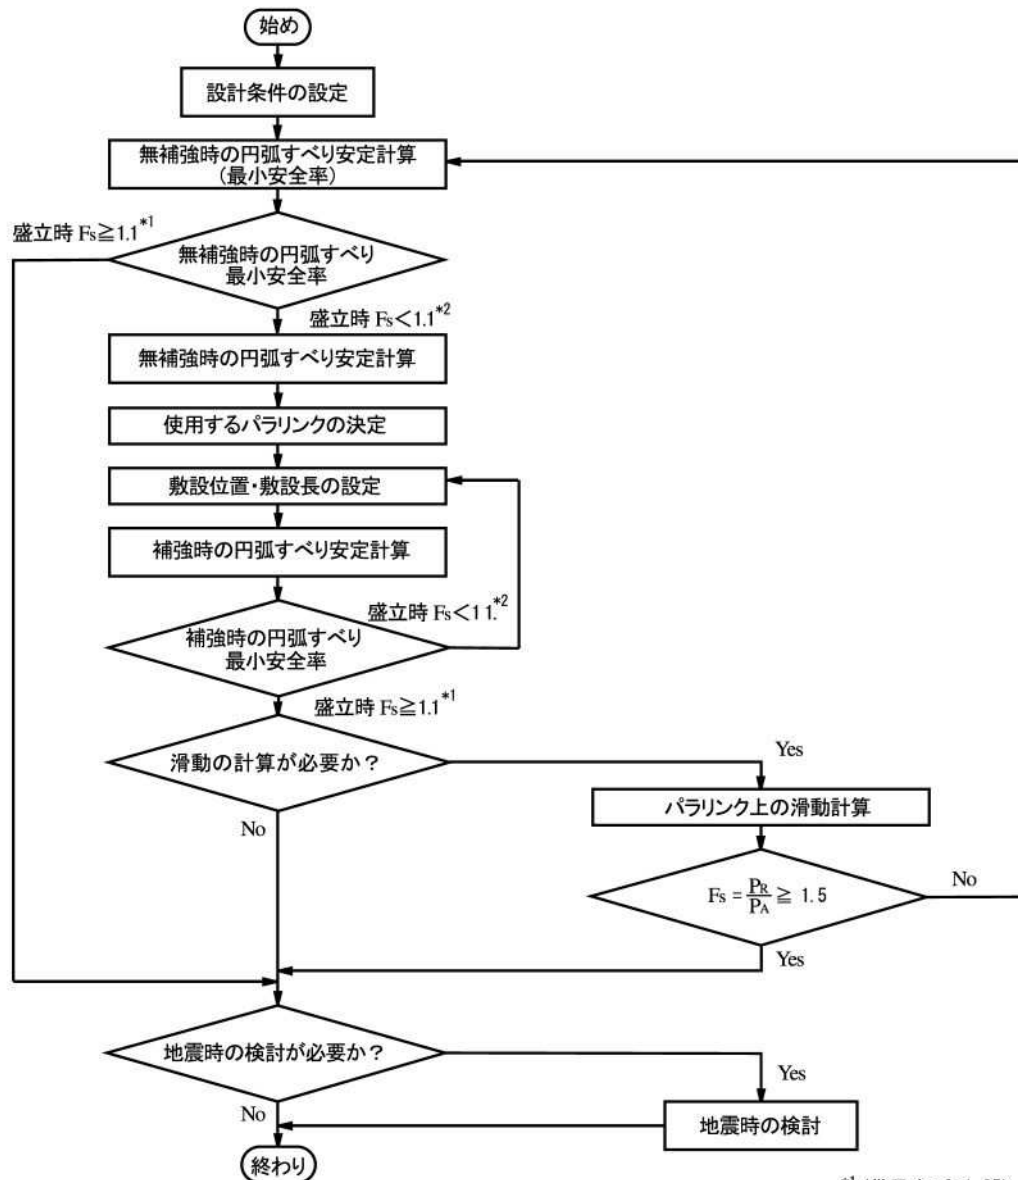 始め
設計条件の設定
無補強時の円弧すべり安定計算
(最小安全率)
盛立時 Fs≧1.1*1
無補強時の円弧すべり
最小安全率
盛立時 Fs<1.1*2
無補強時の円弧すべり安定計算
使用するパラリンクの決定
敷設位置・敷設長の設定
補強時の円弧すべり安定計算
盛立時 Fs<1 1.*2
補強時の円弧すべり
最小安全率
盛立時 Fs≧1.1*1
滑動の計算が必要か?
Yes
No
パラリンク上の滑動計算
Fs = PR/PA ≧ 1.5
No
Yes
地震時の検討が必要か?
Yes
No
地震時の検討
終わり
*1